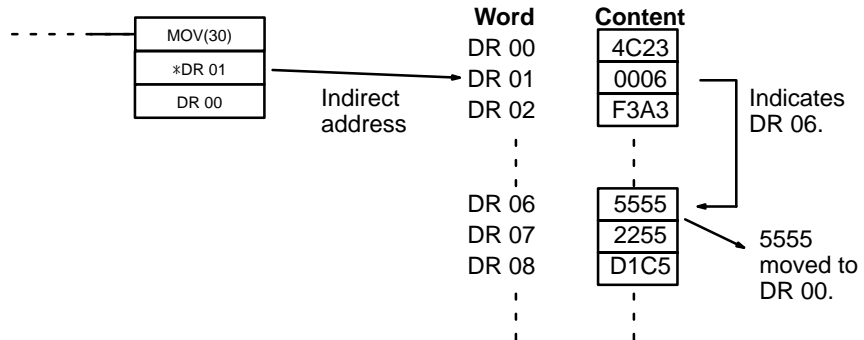 MOV(30)
*DR 01
DR 00
Indirect
address
Word Content
DR 00 4C23
DR 01 0006
DR 02 F3A3
Indicates
DR 06.
DR 06 5555
DR 07 2255
DR 08 D1C5
5555
moved to
DR 00.